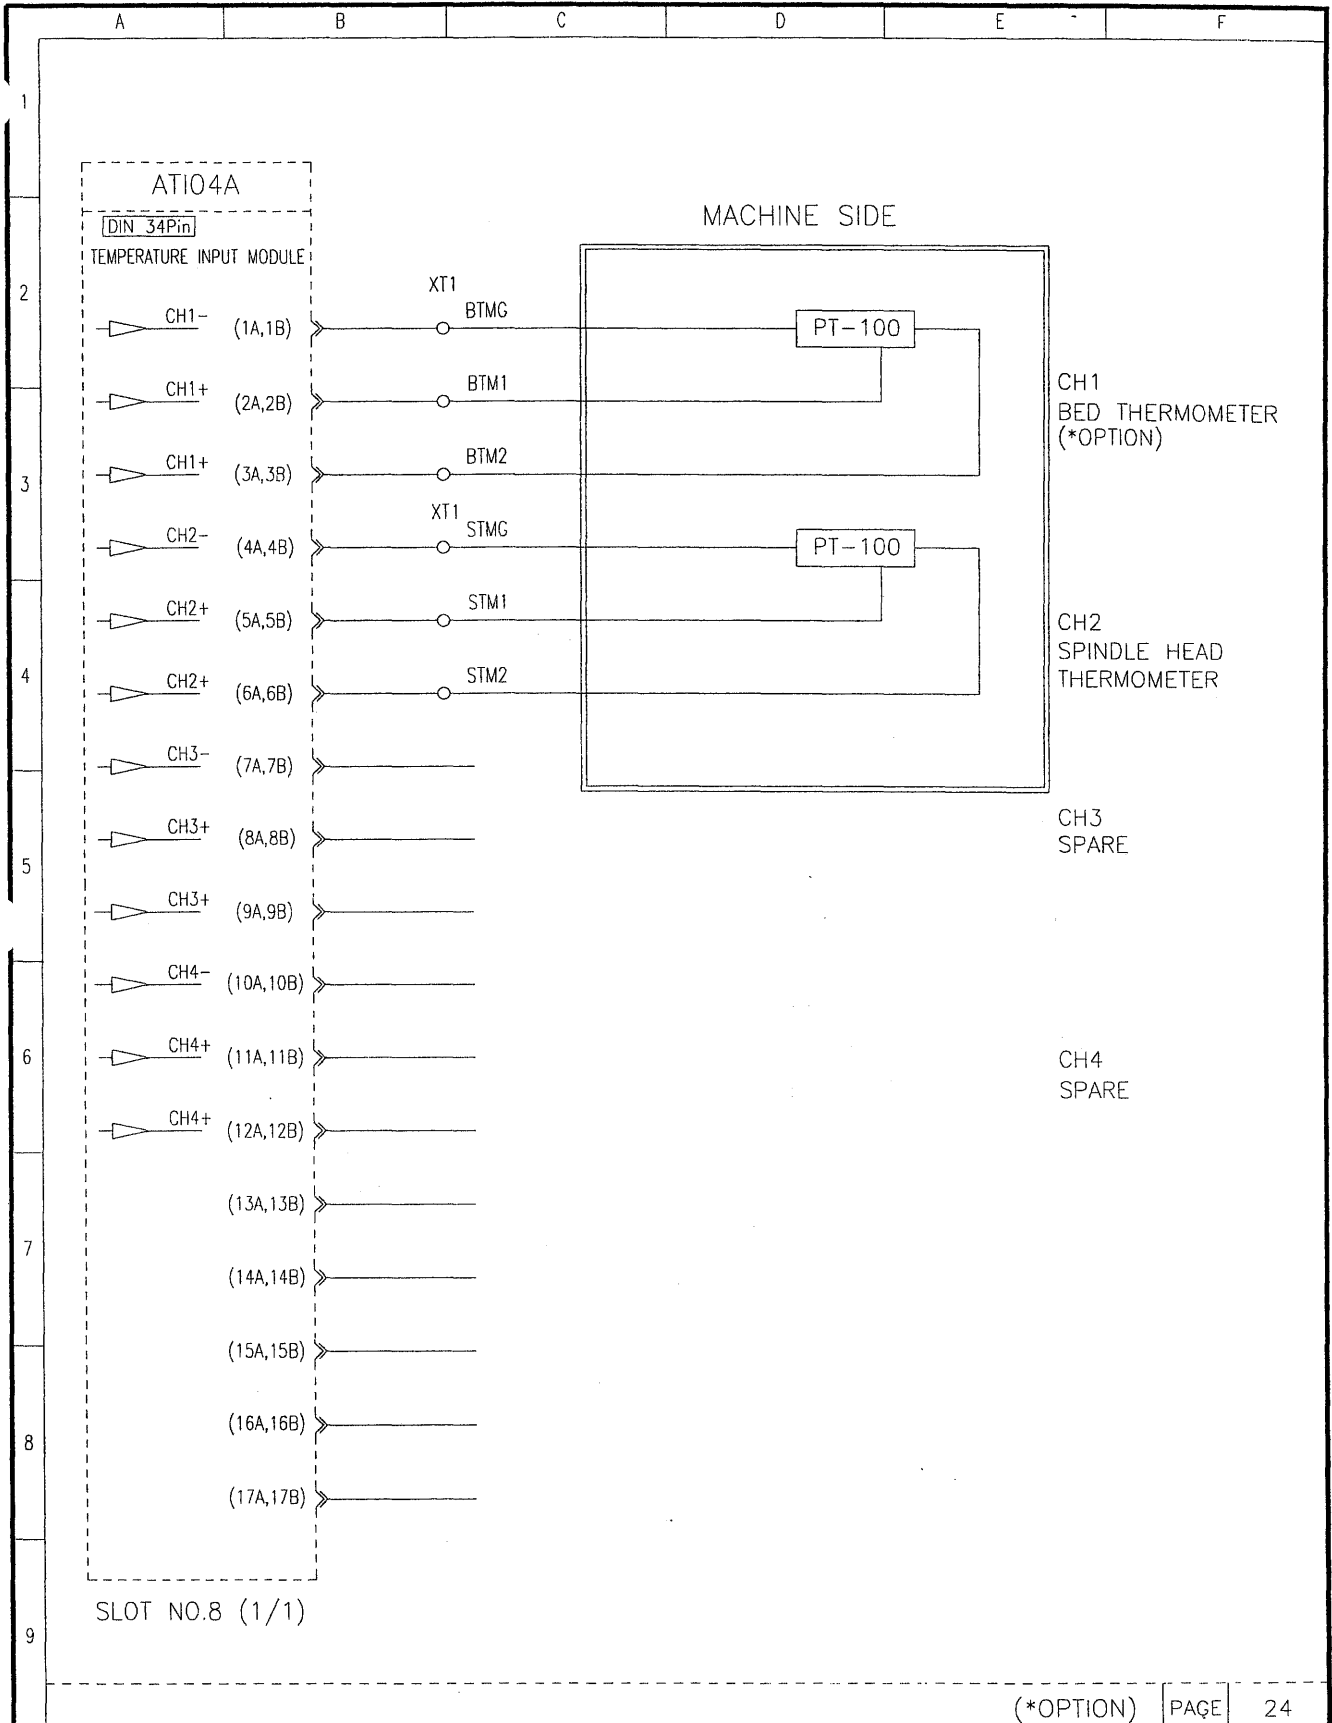 A B C D E F
1
ATI04A
DIN 34Pin
TEMPERATURE INPUT MODULE
MACHINE SIDE
2
XT1
CH1- (1A,1B) BTMG PT-100
CH1+ (2A,2B) BTM1
CH1
BED THERMOMETER
(*OPTION)
3
CH1+ (3A,3B) BTM2
XT1
CH2- (4A,4B) STMG PT-100
CH2+ (5A,5B) STM1
CH2
SPINDLE HEAD
THERMOMETER
4
CH2+ (6A,6B) STM2
CH3- (7A,7B)
CH3
SPARE
CH3+ (8A,8B)
5
CH3+ (9A,9B)
CH4- (10A,10B)
6
CH4+ (11A,11B)
CH4
SPARE
CH4+ (12A,12B)
(13A,13B)
7
(14A,14B)
(15A,15B)
(16A,16B)
8
(17A,17B)
SLOT NO.8 (1/1)
9
(*OPTION) PAGE 24